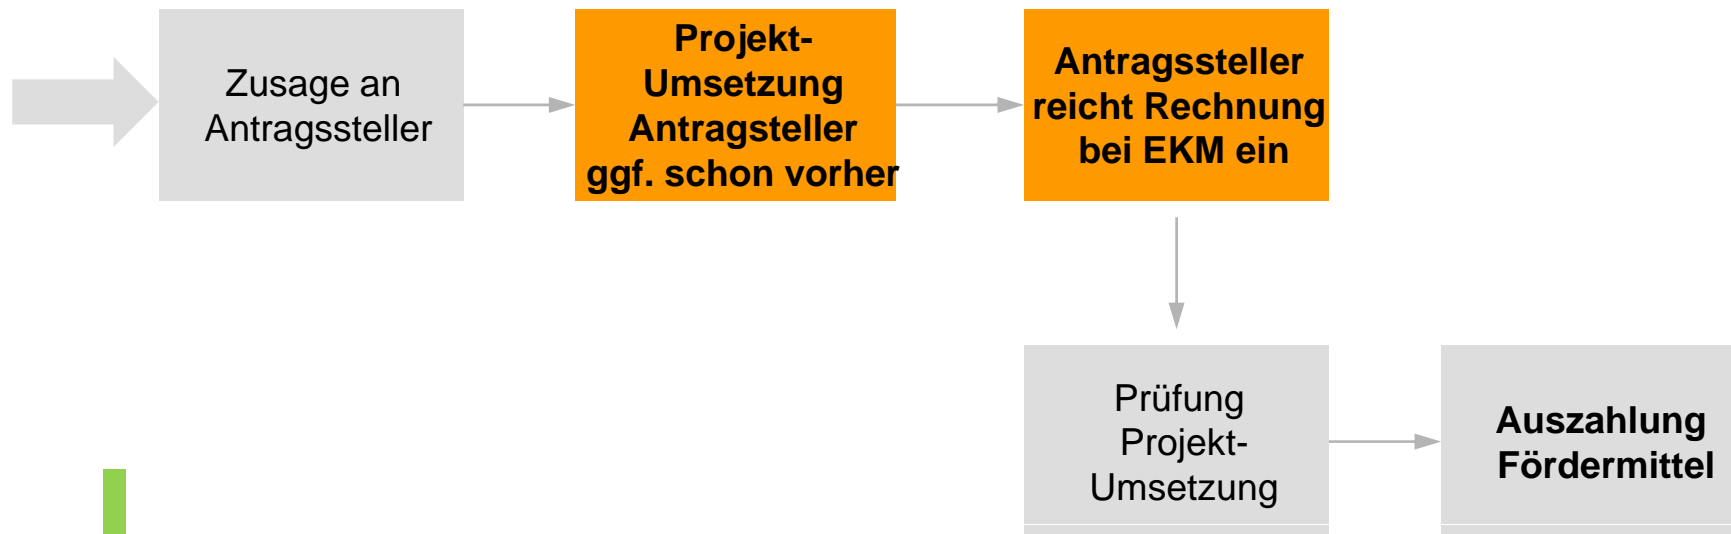 Zusage an
Antragssteller
Projekt-
Umsetzung
Antragsteller
ggf. schon vorher
Antragssteller
reicht Rechnung
bei EKM ein
Prüfung
Projekt-
Umsetzung
Auszahlung
Fördermittel